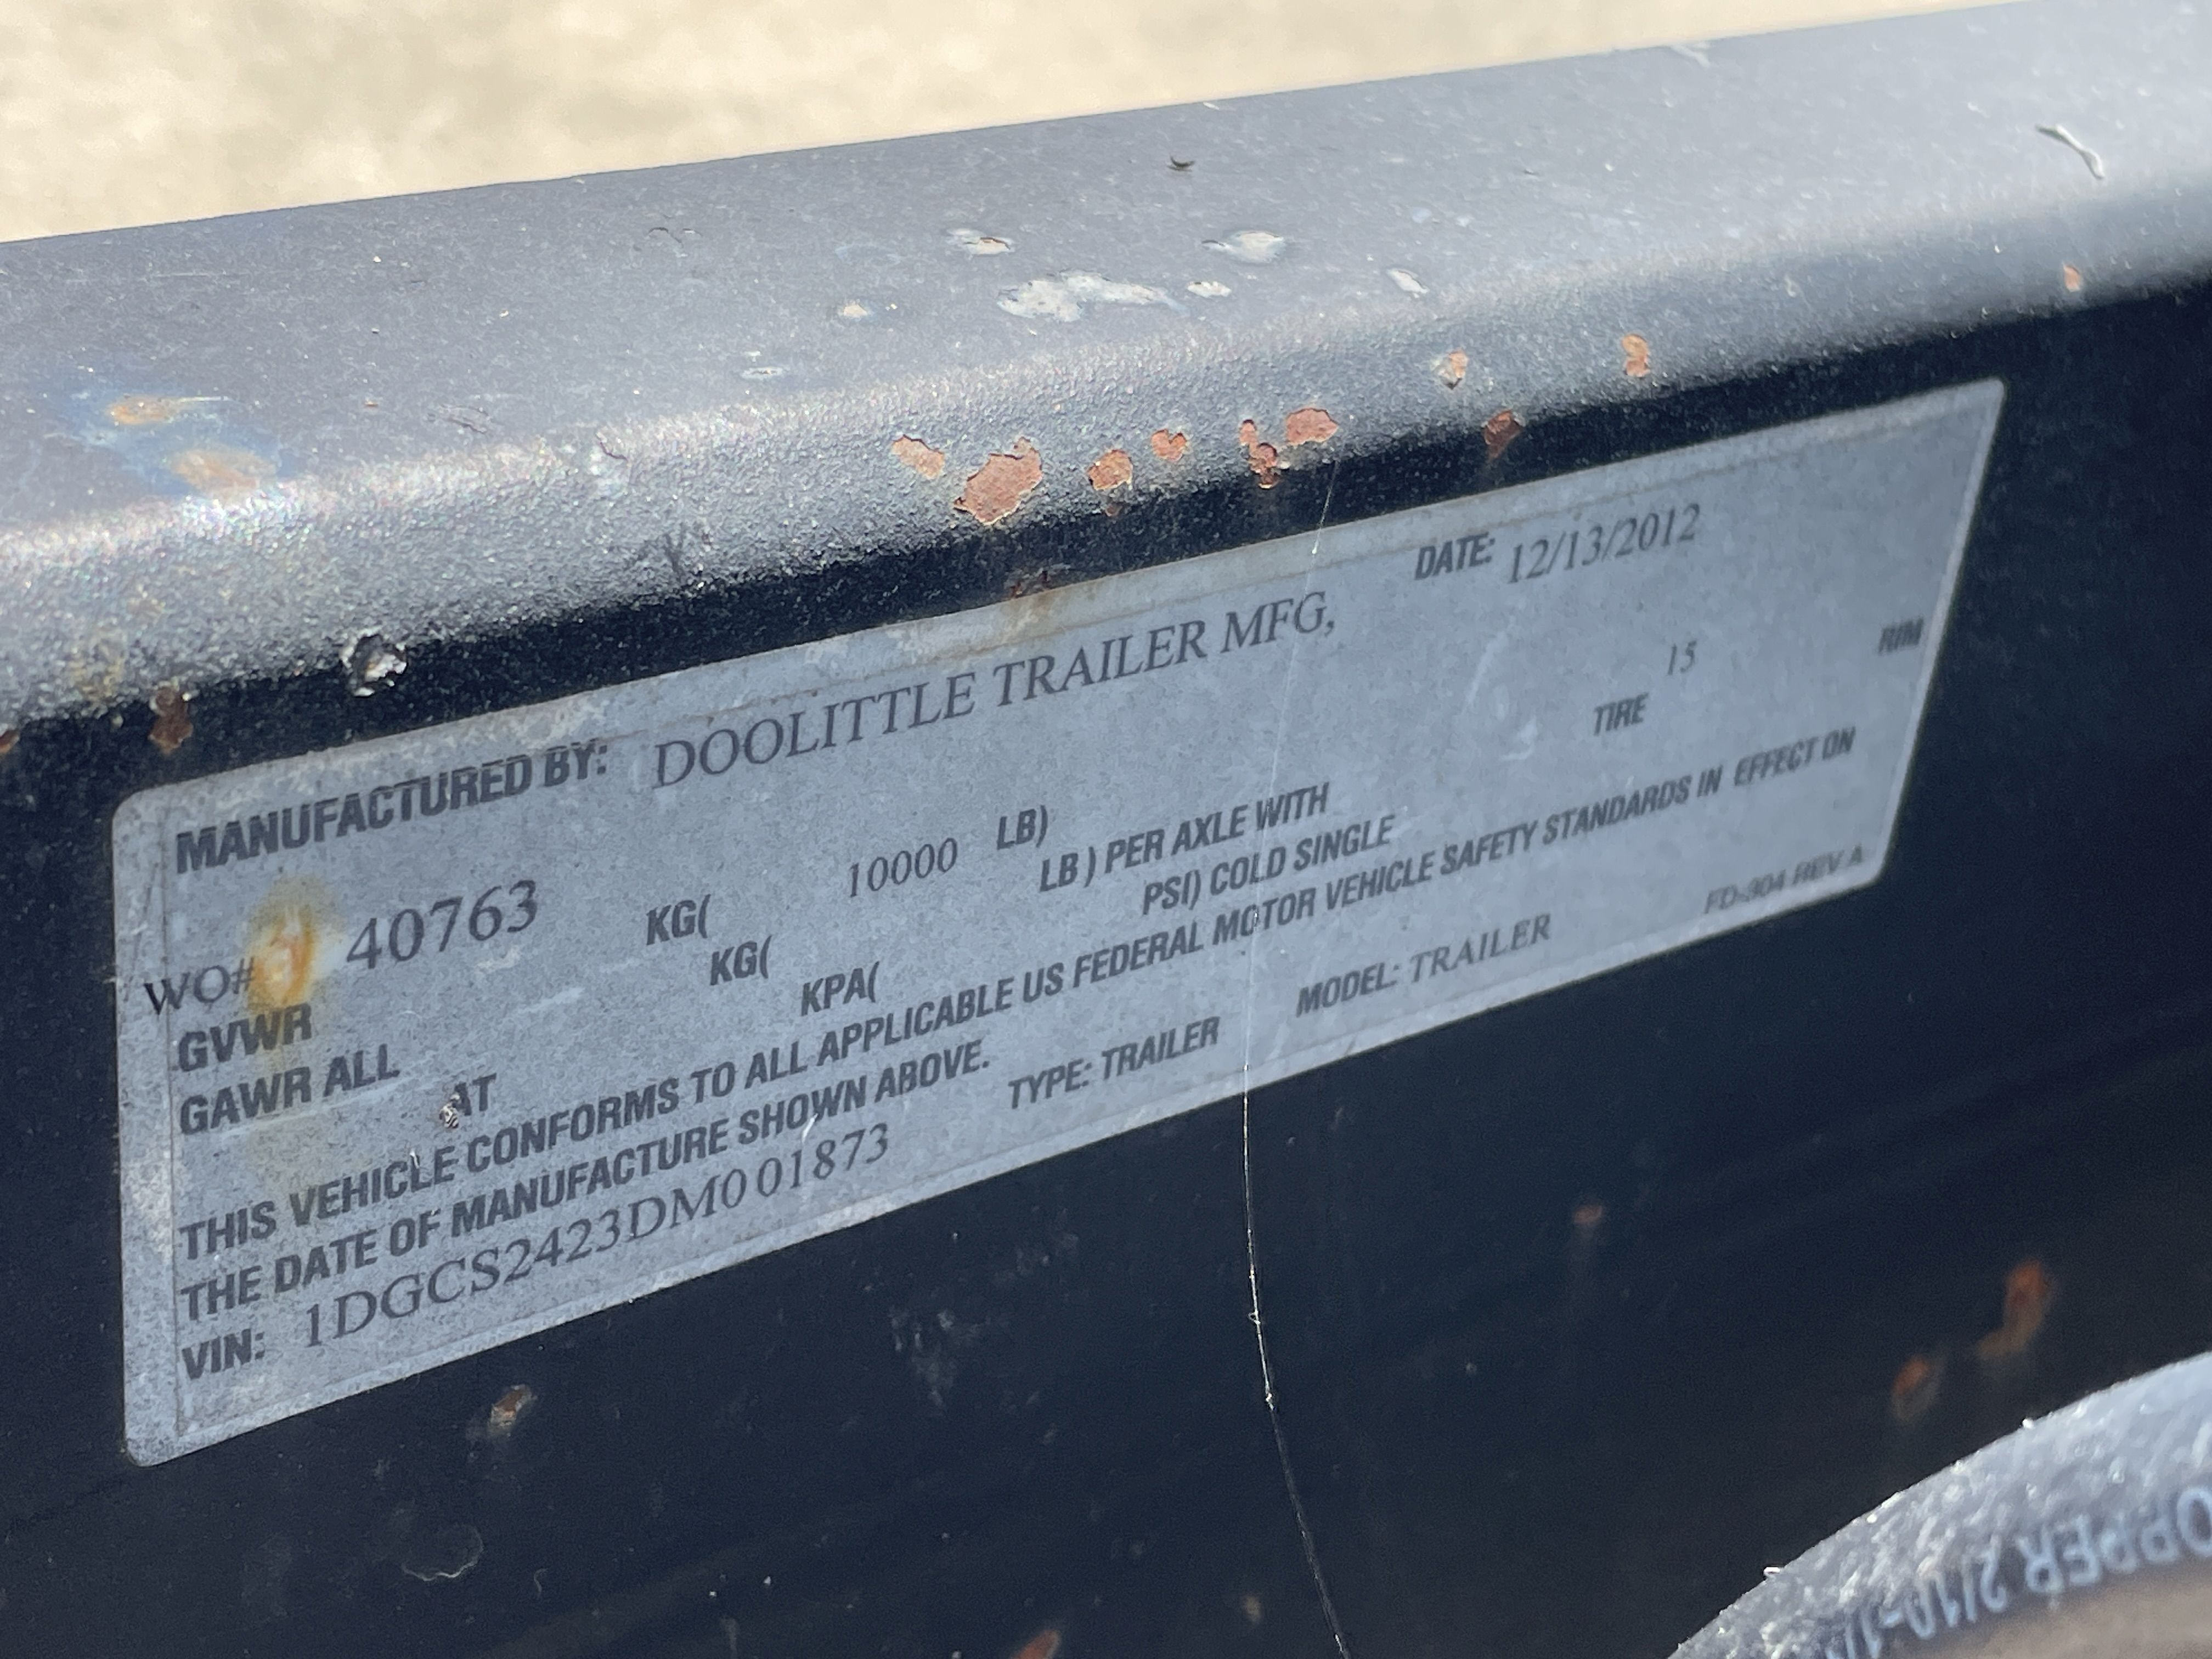 MANUFACTURED BY: DOOLITTLE TRAILER MFG, DATE: 12/13/2012
WO# 40763
GVWR KG( 10000 LB)
GAWR ALL KG( LB ) PER AXLE WITH TIRE 15 RIM
AT KPA( PSI) COLD SINGLE
THIS VEHICLE CONFORMS TO ALL APPLICABLE US FEDERAL MOTOR VEHICLE SAFETY STANDARDS IN EFFECT ON
THE DATE OF MANUFACTURE SHOWN ABOVE.
VIN: 1DGCS2423DM001873 TYPE: TRAILER MODEL: TRAILER FD-304 REV A